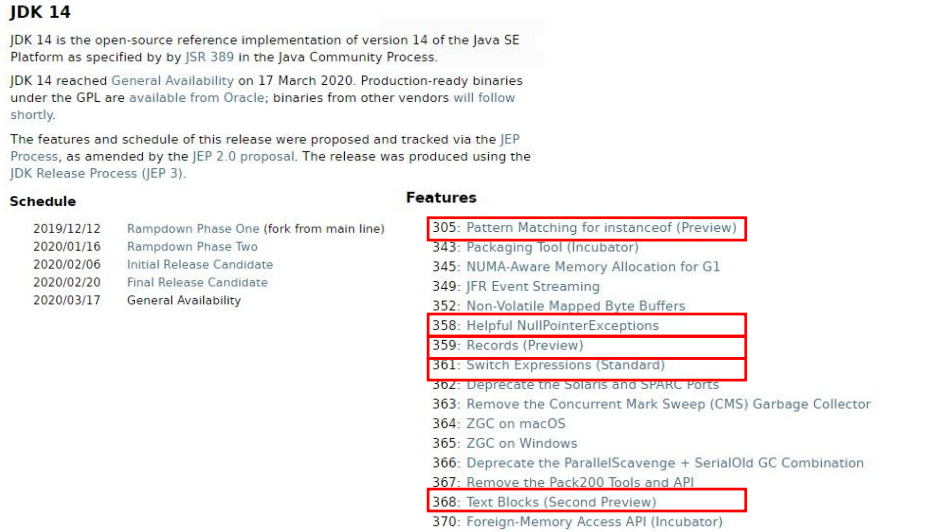 JDK 14
JDK 14 is the open-source reference implementation of version 14 of the Java SE
Platform as specified by by JSR 389 in the Java Community Process.
JDK 14 reached General Availability on 17 March 2020. Production-ready binaries
under the GPL are available from Oracle; binaries from other vendors will follow
shortly.
The features and schedule of this release were proposed and tracked via the JEP
Process, as amended by the JEP 2.0 proposal. The release was produced using the
JDK Release Process (JEP 3).
Schedule
2019/12/12 Rampdown Phase One (fork from main line)
2020/01/16 Rampdown Phase Two
2020/02/06 Initial Release Candidate
2020/02/20 Final Release Candidate
2020/03/17 General Availability
Features
305: Pattern Matching for instanceof (Preview)
343: Packaging Tool (Incubator)
345: NUMA-Aware Memory Allocation for G1
349: JFR Event Streaming
352: Non-Volatile Mapped Byte Buffers
358: Helpful NullPointerExceptions
359: Records (Preview)
361: Switch Expressions (Standard)
362: Deprecate the Solaris and SPARC Ports
363: Remove the Concurrent Mark Sweep (CMS) Garbage Collector
364: ZGC on macOS
365: ZGC on Windows
366: Deprecate the ParallelScavenge + SerialOld GC Combination
367: Remove the Pack200 Tools and API
368: Text Blocks (Second Preview)
370: Foreign-Memory Access API (Incubator)